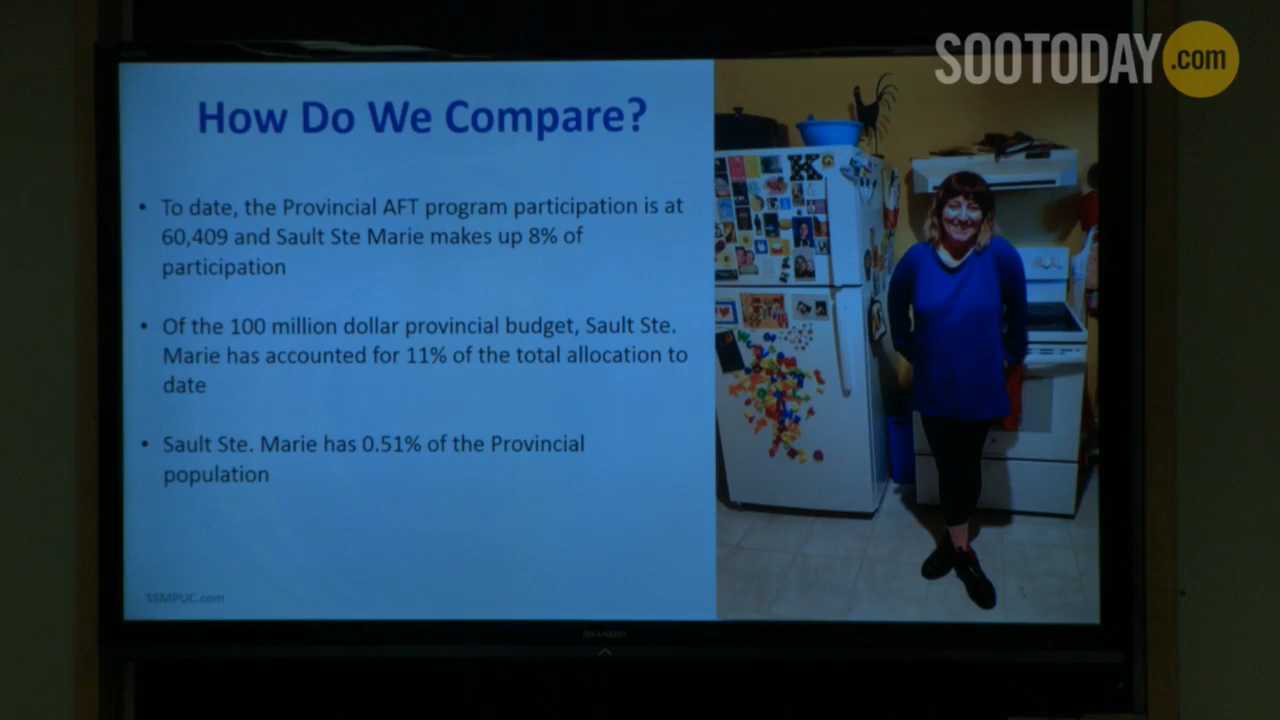 SOOTODAY.com
How Do We Compare?
• To date, the Provincial AFT program participation is at
60,409 and Sault Ste Marie makes up 8% of
participation
• Of the 100 million dollar provincial budget, Sault Ste.
Marie has accounted for 11% of the total allocation to
date
• Sault Ste. Marie has 0.51% of the Provincial
population
SSMPUC.com
SHARP